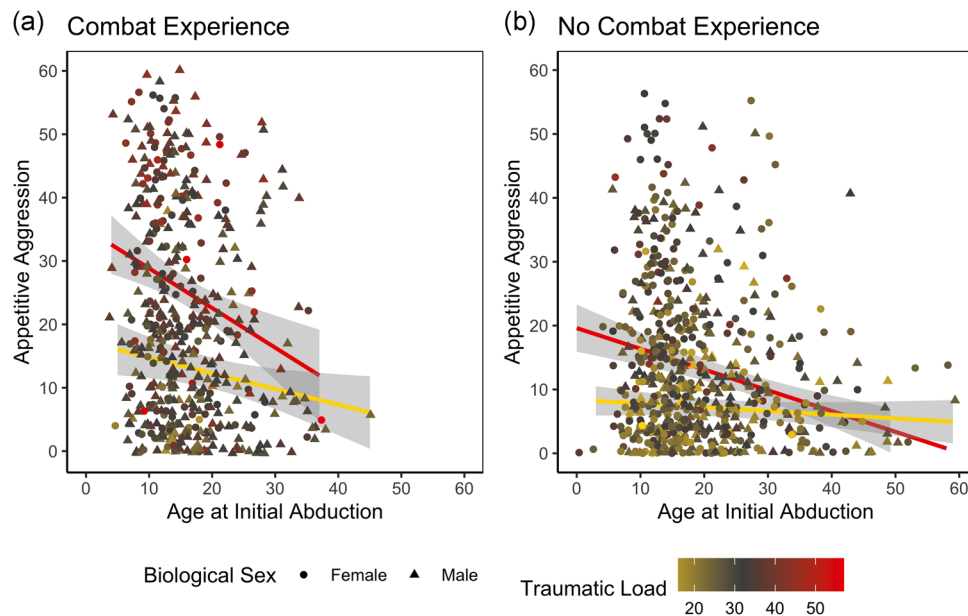 (a) Combat Experience
(b) No Combat Experience
Appetitive Aggression
60
50
40
30
20
10
0
0 10 20 30 40 50 60
Age at Initial Abduction
Appetitive Aggression
60
50
40
30
20
10
0
0 10 20 30 40 50 60
Age at Initial Abduction
Biological Sex Female Male
Traumatic Load
20 30 40 50